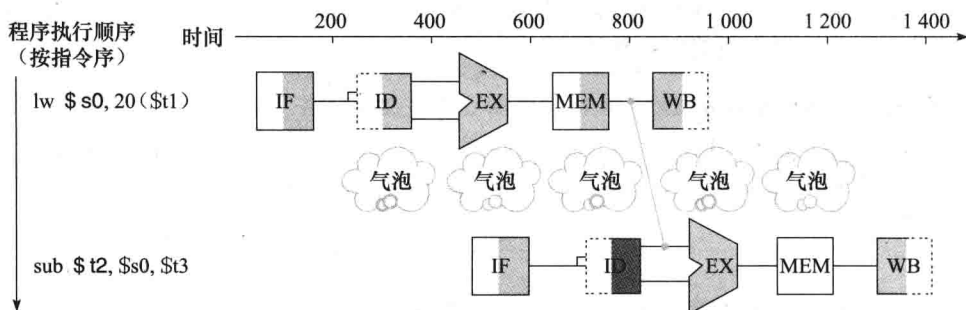 程序执行顺序
（按指令序）
时间
200 400 600 800 1 000 1 200 1 400
lw $s0, 20($t1)
IF ID EX MEM WB
气泡 气泡 气泡 气泡 气泡
sub $t2, $s0, $t3
IF ID EX MEM WB